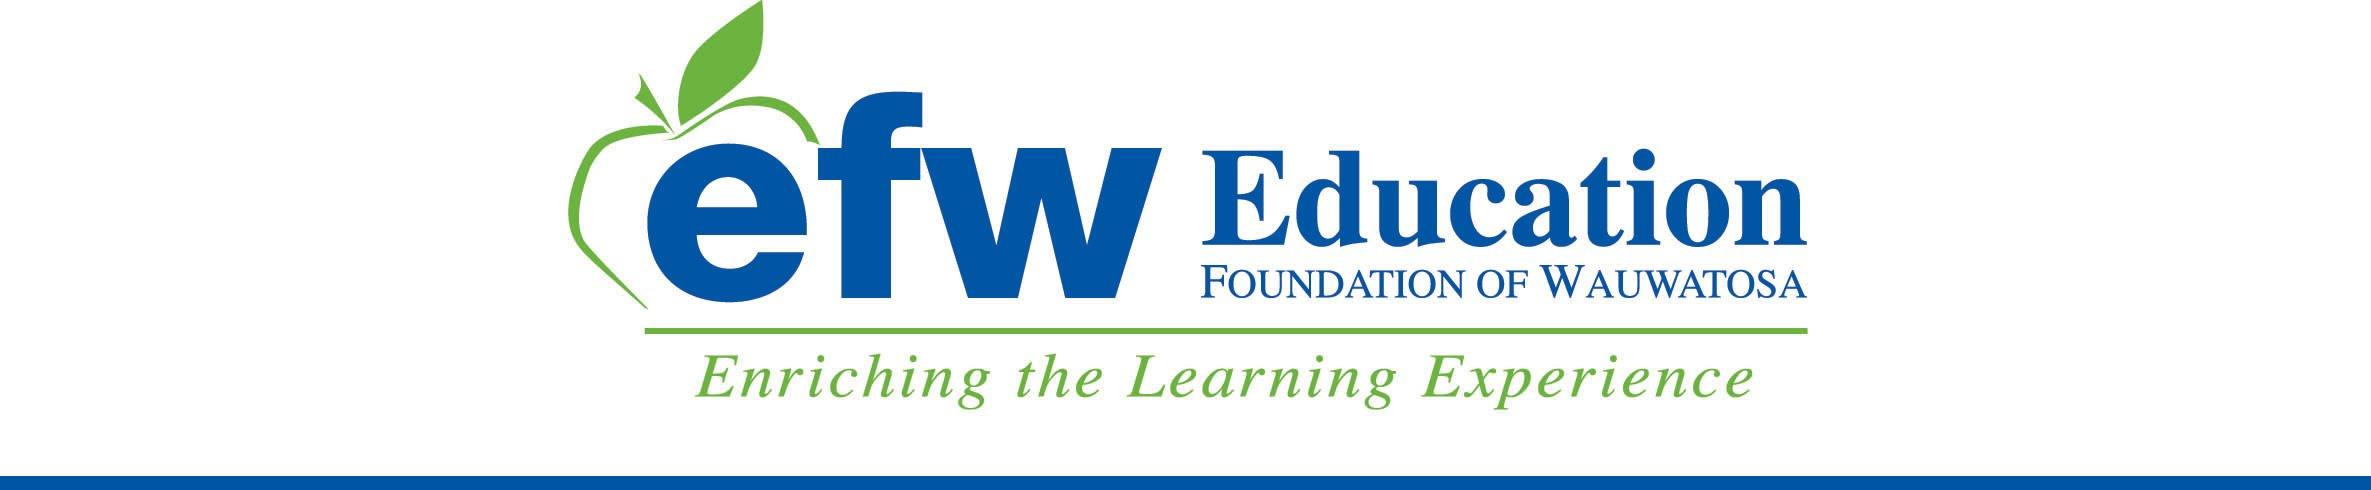 efw Education
FOUNDATION OF WAUWATOSA
Enriching the Learning Experience